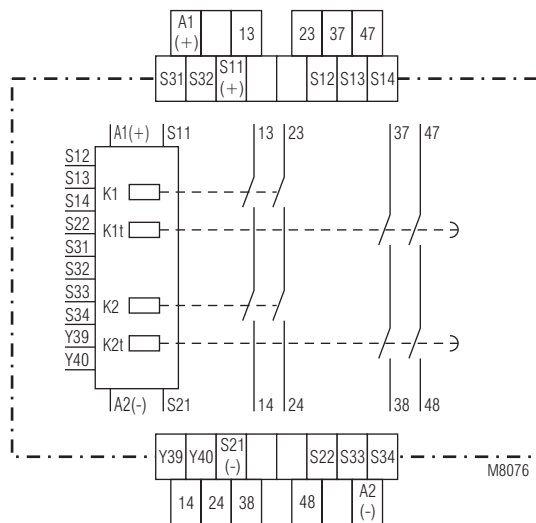 A1 (+) 13 23 37 47
S31 S32 S11 (+) S12 S13 S14
A1(+) S11 13 23 37 47
S12
S13
K1
S14
S22
K1t
S31
S32
S33
K2
S34
Y39
K2t
Y40
A2(-) S21 14 24 38 48
Y39 Y40 S21 (-) S22 S33 S34
M8076
14 24 38 48 A2 (-)